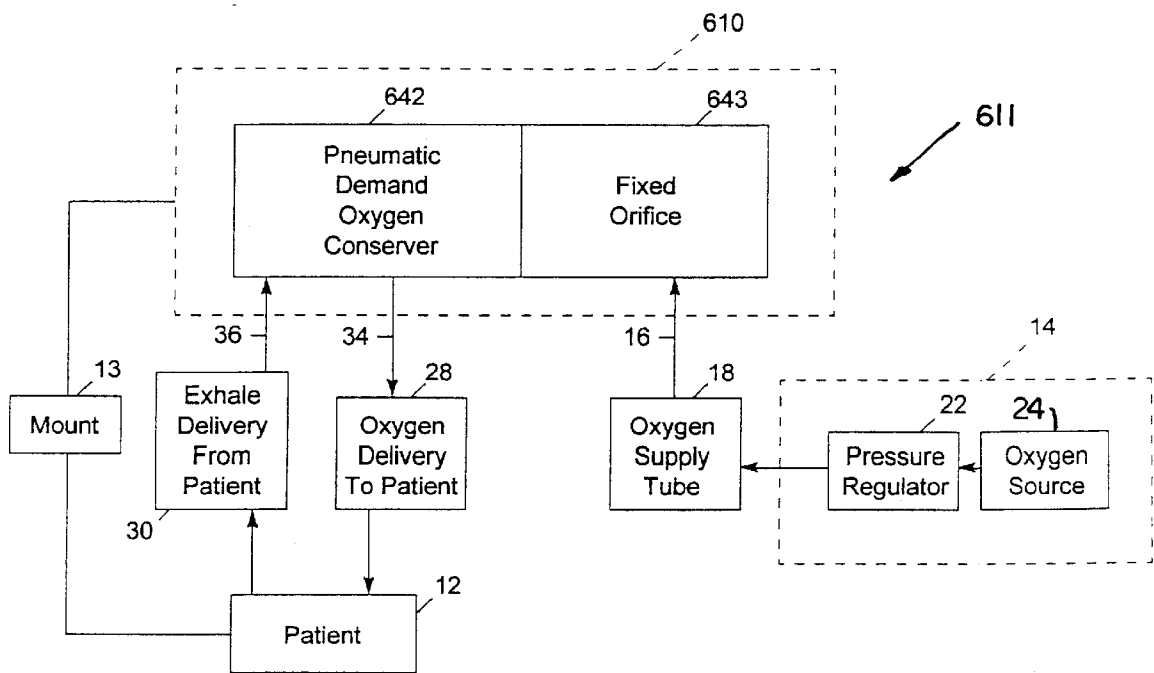 610
642
643
611
Pneumatic
Demand
Oxygen
Conserver
Fixed
Orifice
36
34
16
14
13
28
18
22
24
Mount
Exhale
Delivery
From
Patient
Oxygen
Delivery
To Patient
Oxygen
Supply
Tube
Pressure
Regulator
Oxygen
Source
30
12
Patient